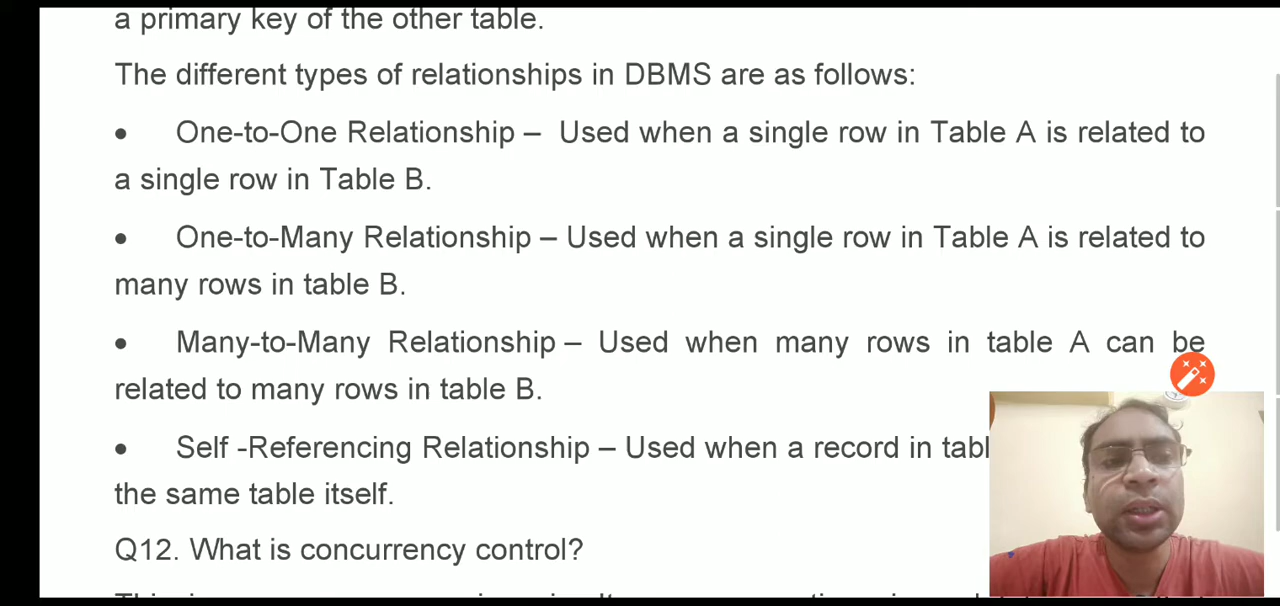 a primary key of the other table.
The different types of relationships in DBMS are as follows:
• One-to-One Relationship – Used when a single row in Table A is related to
a single row in Table B.
• One-to-Many Relationship – Used when a single row in Table A is related to
many rows in table B.
• Many-to-Many Relationship – Used when many rows in table A can be
related to many rows in table B.
• Self -Referencing Relationship – Used when a record in tabl
the same table itself.
Q12. What is concurrency control?